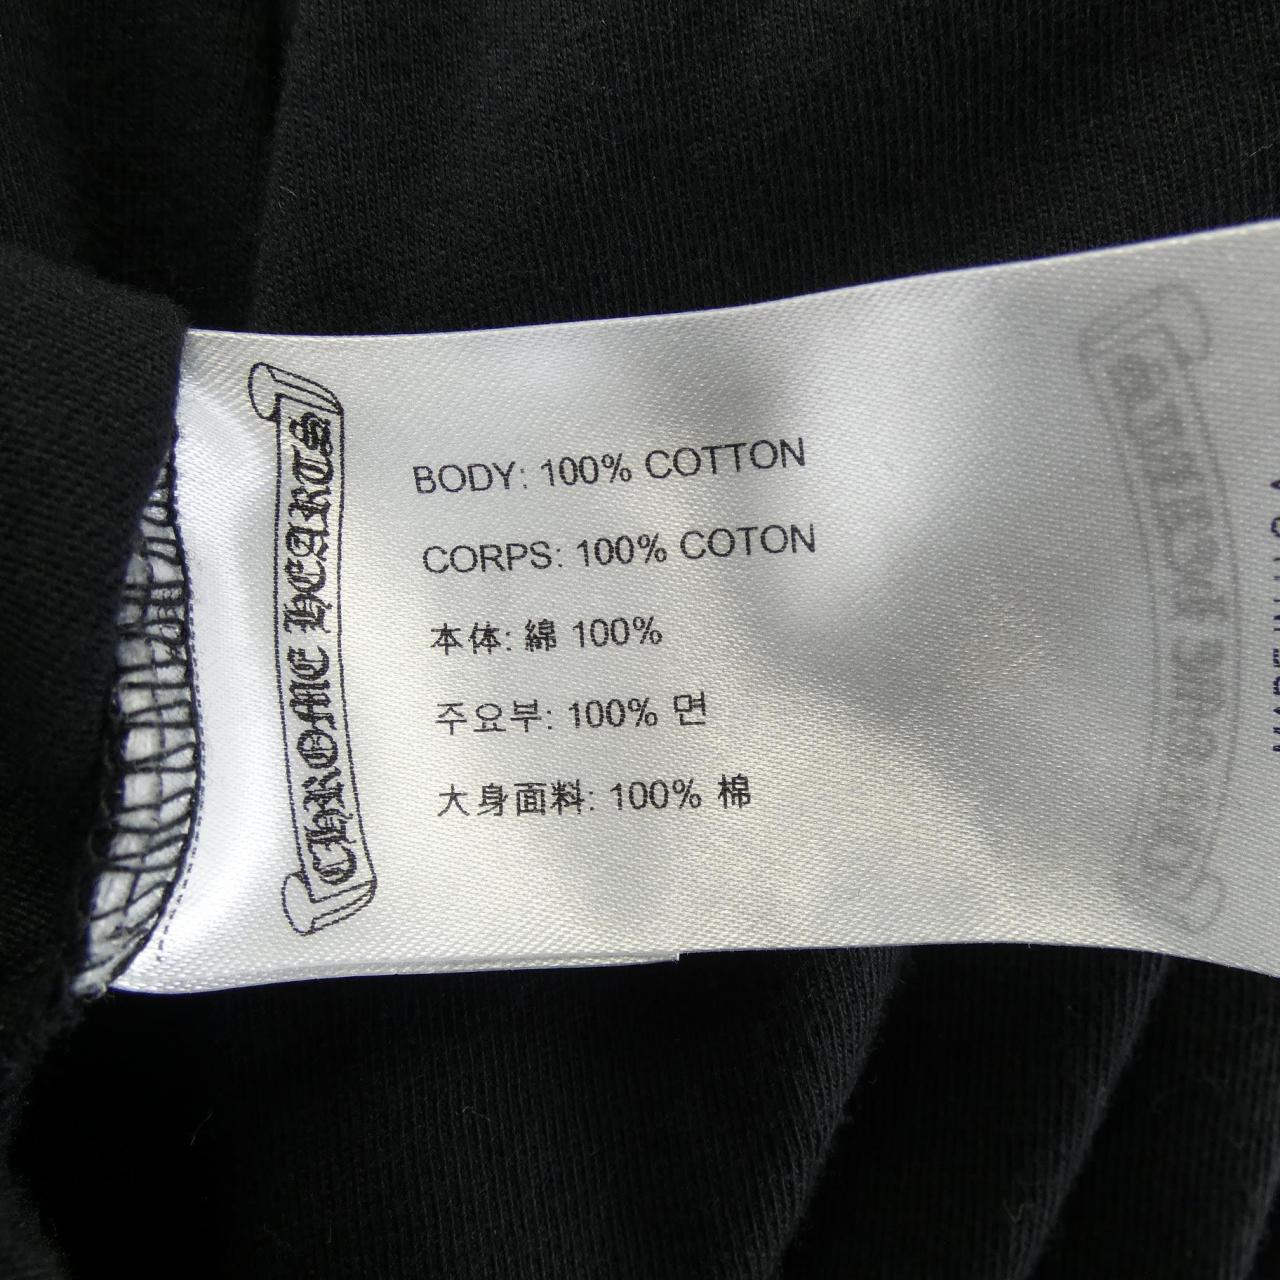 CHROME HEARTS
BODY: 100% COTTON
CORPS: 100% COTON
本体: 綿 100%
주요부: 100% 면
大身面料: 100% 棉